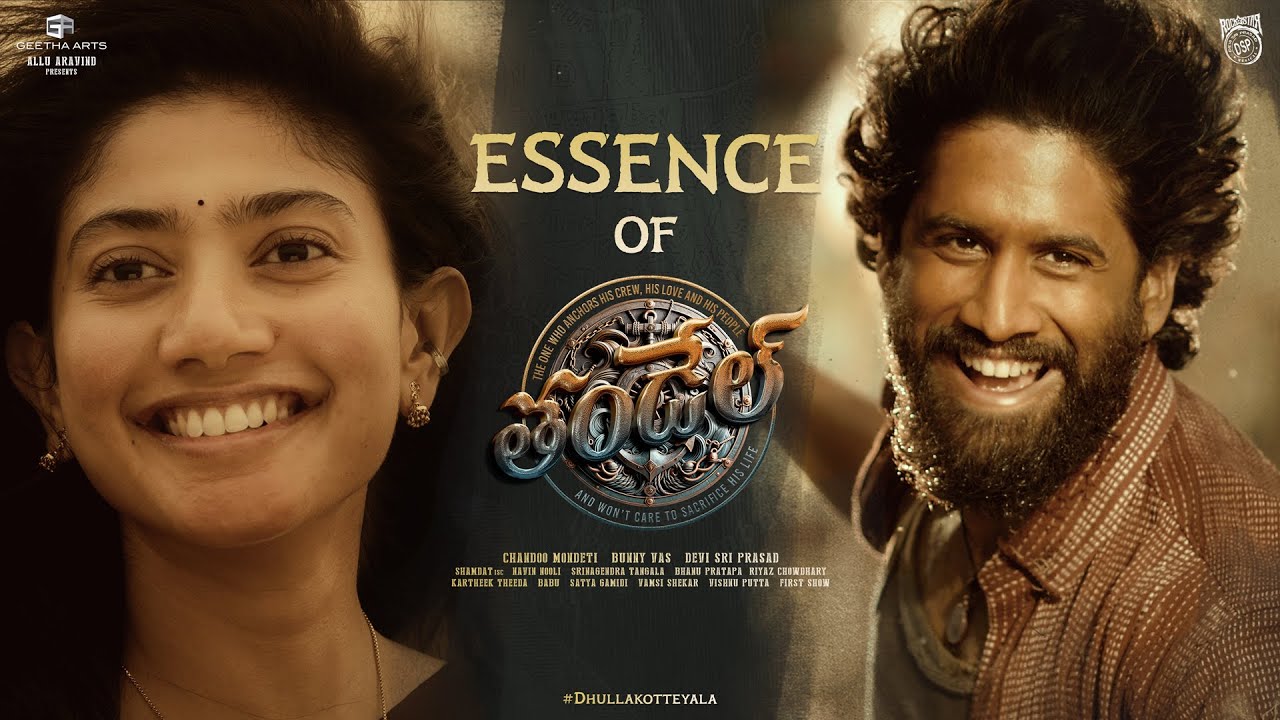 GEETHA ARTS
ALLU ARAVIND
PRESENTS
ROCKSTAR
DSP
ESSENCE
OF
THE ONE WHO ANCHORS HIS CREW, HIS LOVE AND HIS PEOPLE
తండేల్
AND WON'T CARE TO SACRIFICE HIS LIFE
CHANDOO MONDETI BUNNY VAS DEVI SRI PRASAD
SHAMDAT ISC NAVIN NOOLI SRINAGENDRA TANGALA BHANU PRATAPA RIYAZ CHOWDHARY
KARTHEEK THEEDA BABU SATYA GAMIDI VAMSI SHEKAR VISHNU PUTTA FIRST SHOW
#DHULLAKOTTEYALA